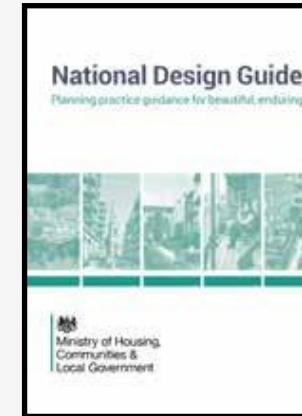 National Design Guide
Planning practice guidance for beautiful, enduring
Ministry of Housing,
Communities &
Local Government